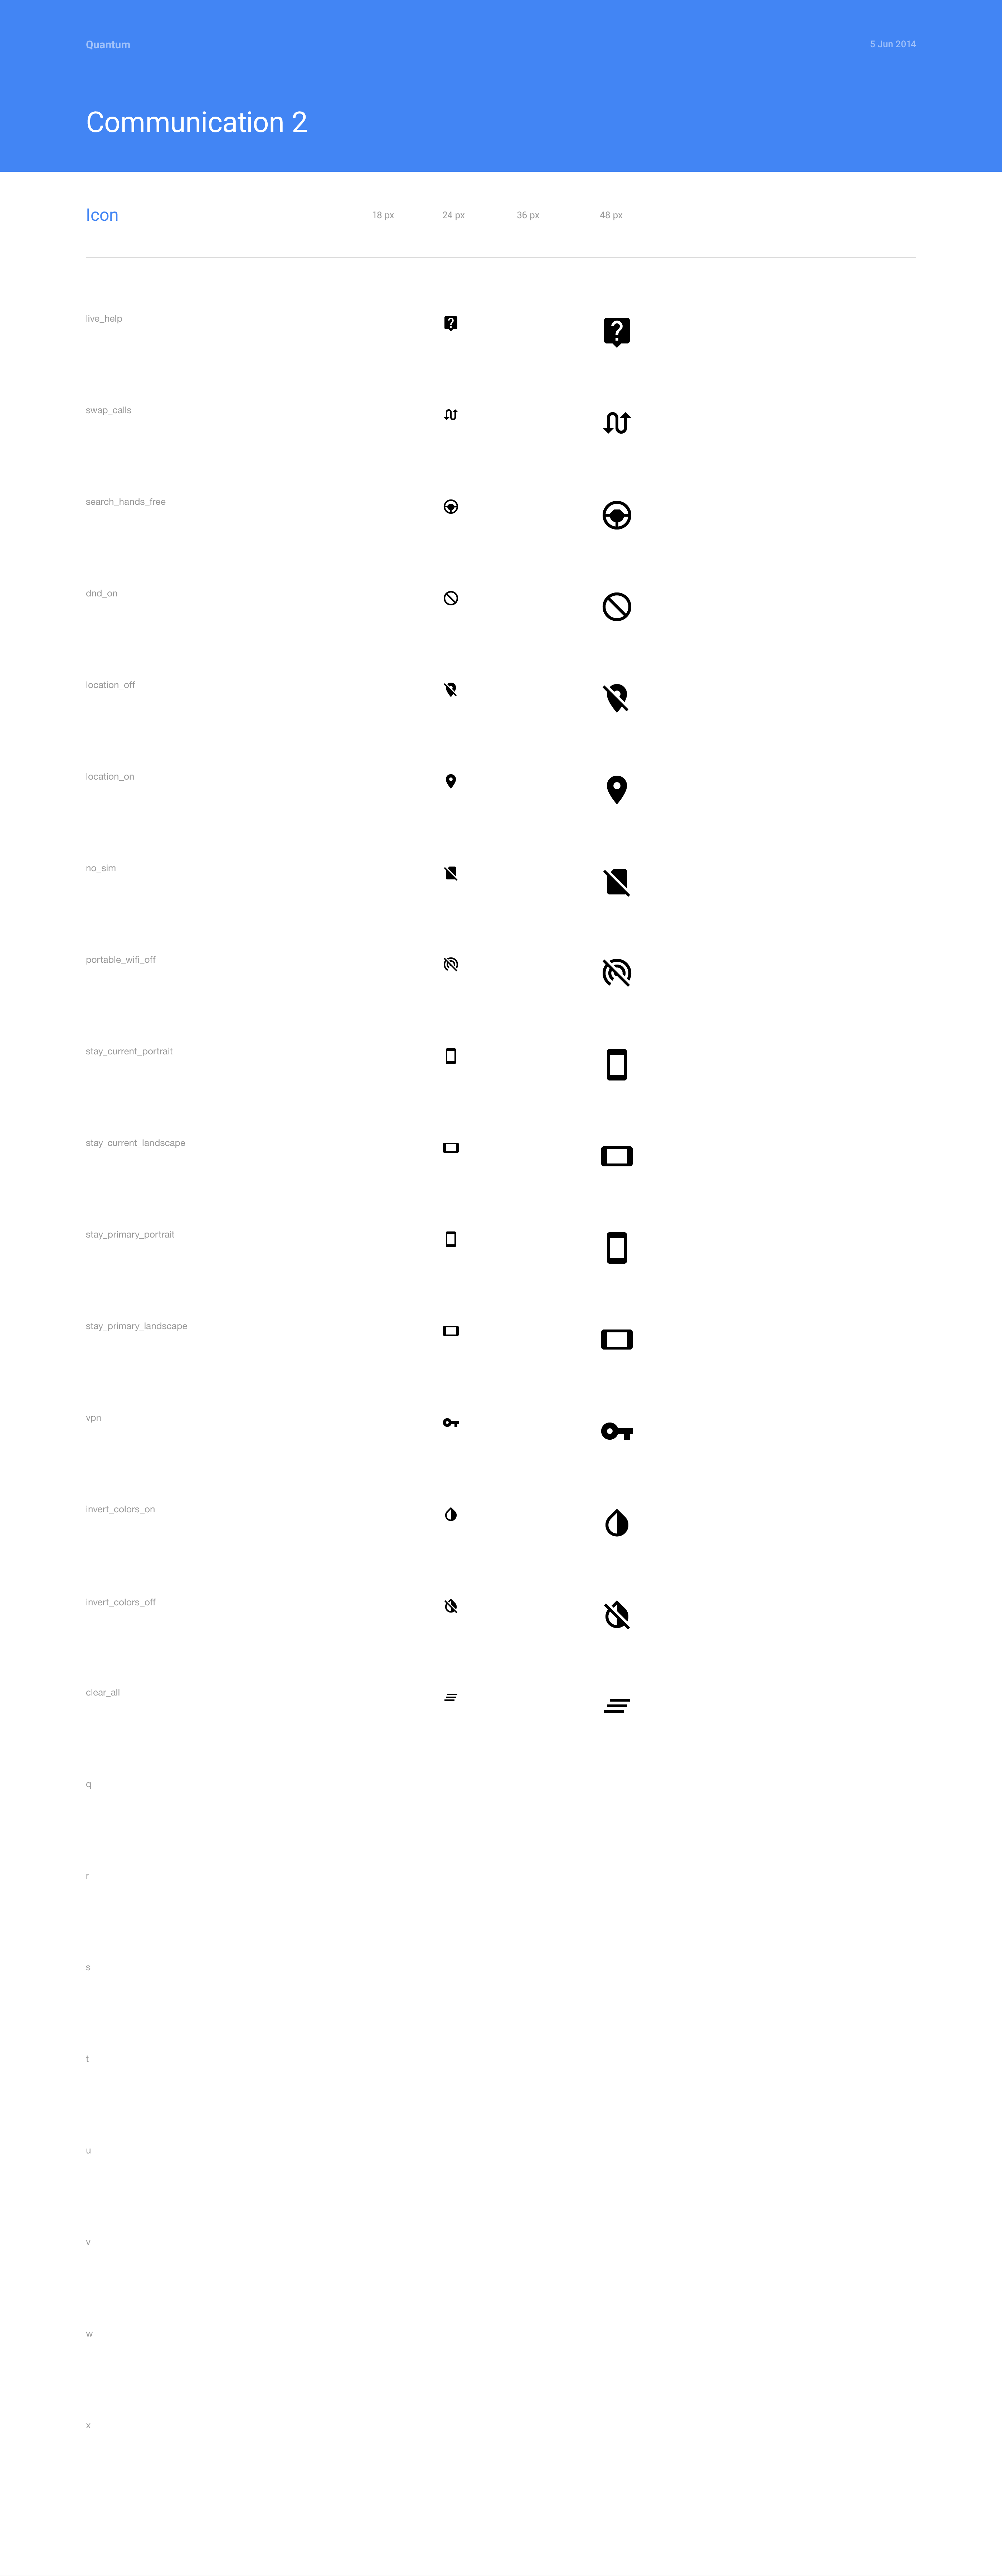 Quantum
5 Jun 2014
Communication 2
Icon 18 px 24 px 36 px 48 px
live_help
swap_calls
search_hands_free
dnd_on
location_off
location_on
no_sim
portable_wifi_off
stay_current_portrait
stay_current_landscape
stay_primary_portrait
stay_primary_landscape
vpn
invert_colors_on
invert_colors_off
clear_all
q
r
s
t
u
v
w
x